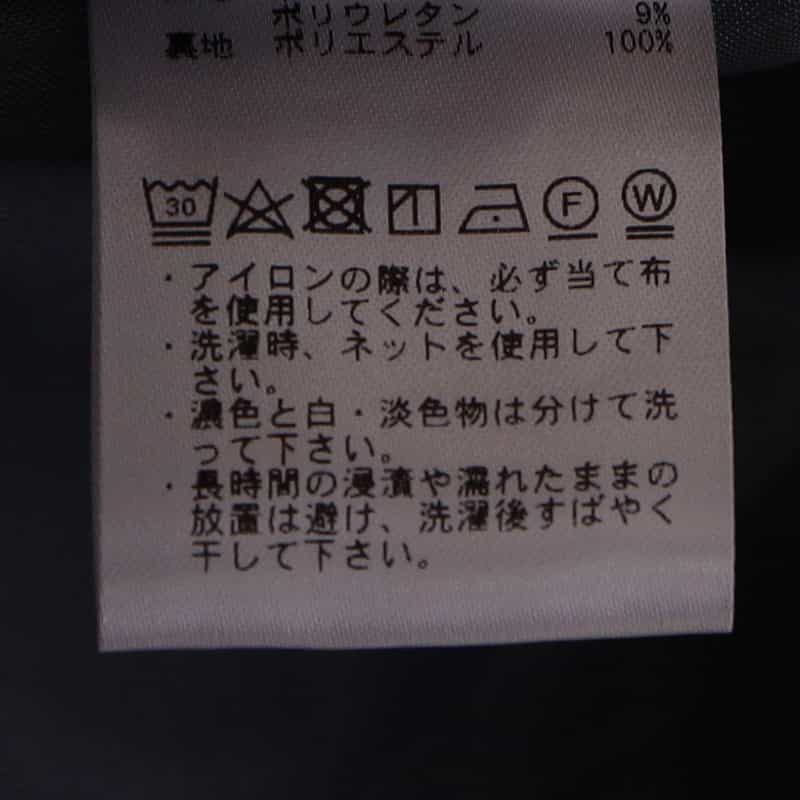 ポリウレタン 9%
裏地 ポリエステル 100%
30 F W
・アイロンの際は、必ず当て布
を使用してください。
・洗濯時、ネットを使用して下
さい。
・濃色と白・淡色物は分けて洗
って下さい。
・長時間の浸漬や濡れたままの
放置は避け、洗濯後すばやく
干して下さい。